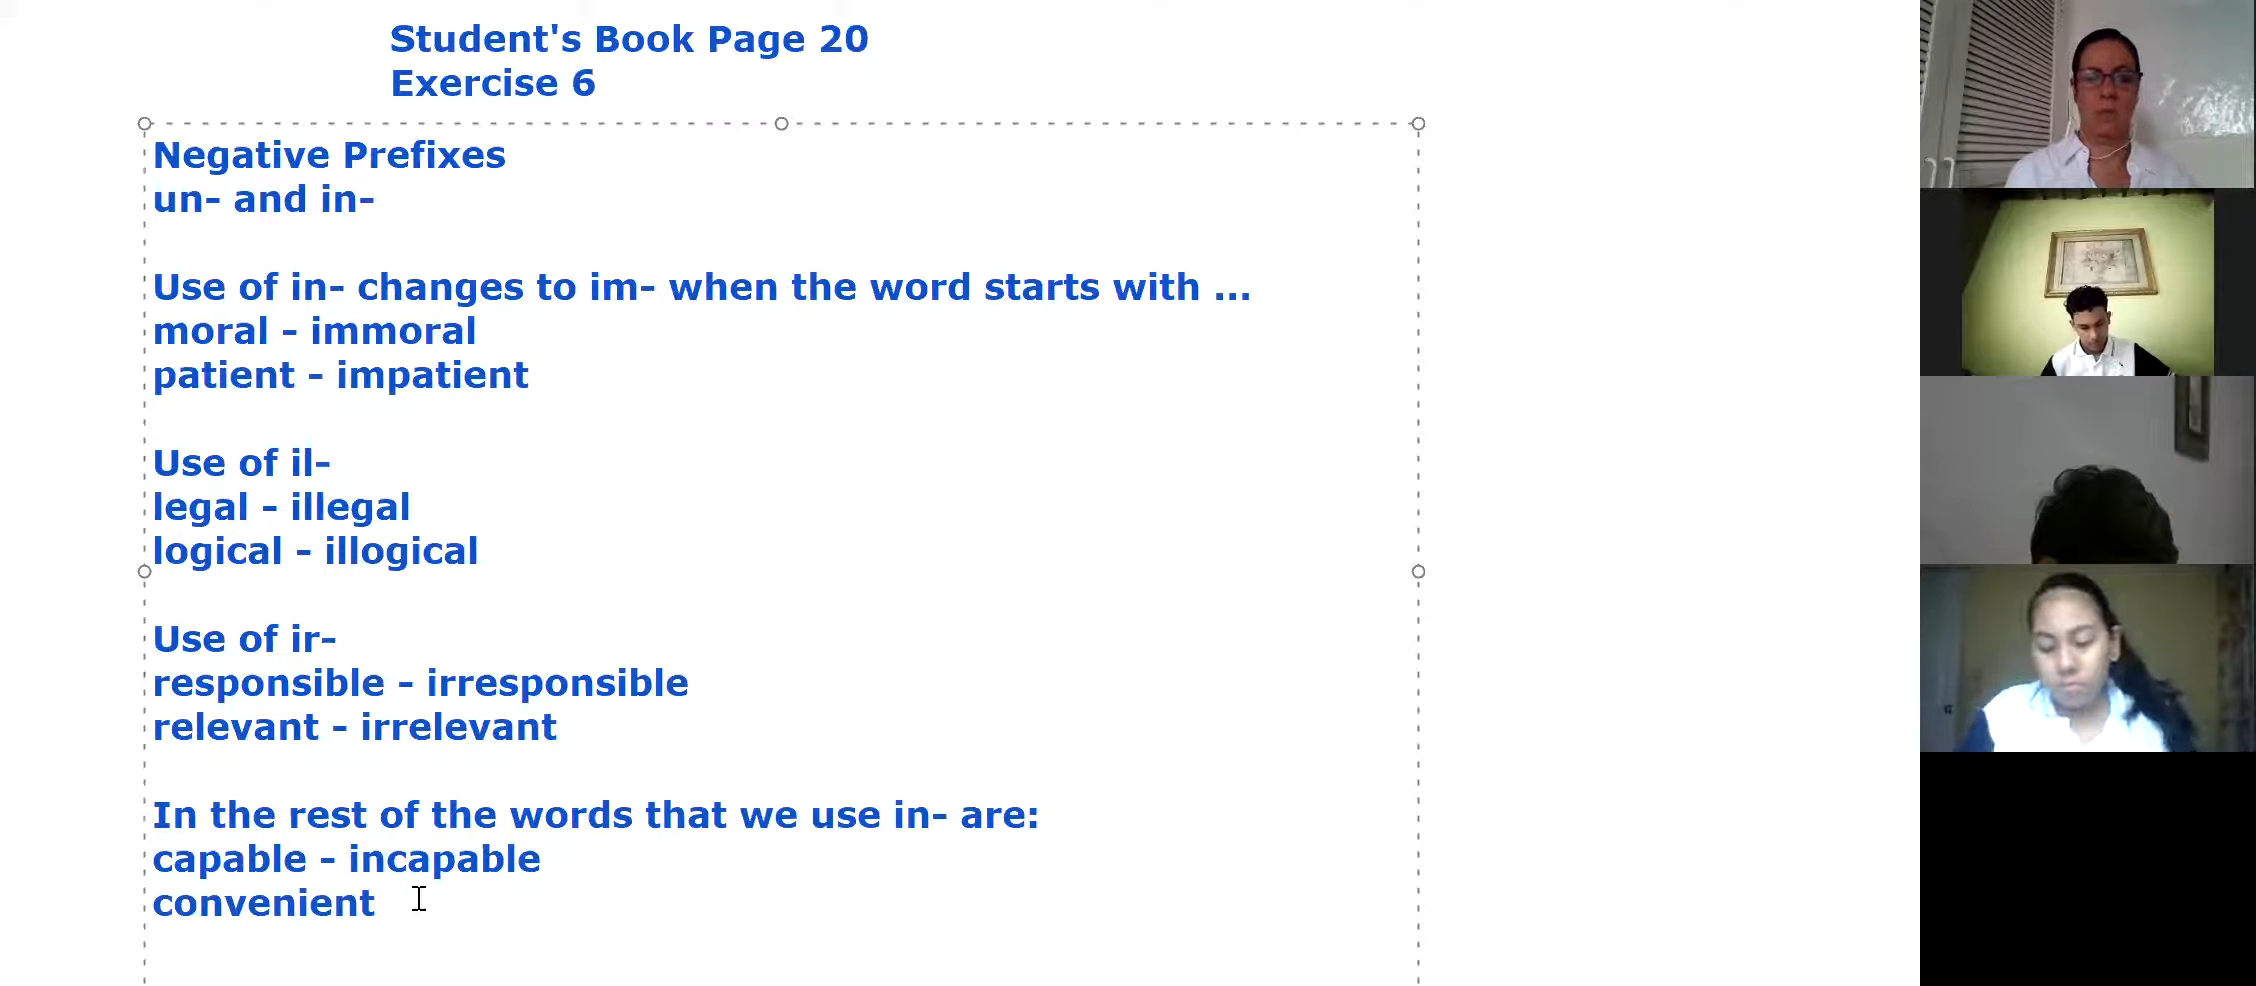 Student's Book Page 20
Exercise 6
Negative Prefixes
un- and in-
Use of in- changes to im- when the word starts with ...
moral - immoral
patient - impatient
Use of il-
legal - illegal
logical - illogical
Use of ir-
responsible - irresponsible
relevant - irrelevant
In the rest of the words that we use in- are:
capable - incapable
convenient